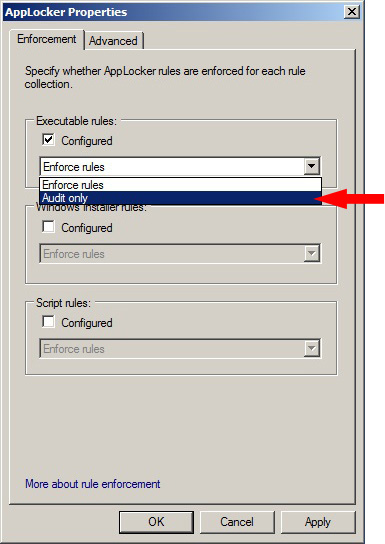 AppLocker Properties
Enforcement
Advanced
Specify whether AppLocker rules are enforced for each rule
collection.
Executable rules:
Configured
Enforce rules
Enforce rules
Audit only
Windows Installer rules:
Configured
Enforce rules
Script rules:
Configured
Enforce rules
More about rule enforcement
OK
Cancel
Apply